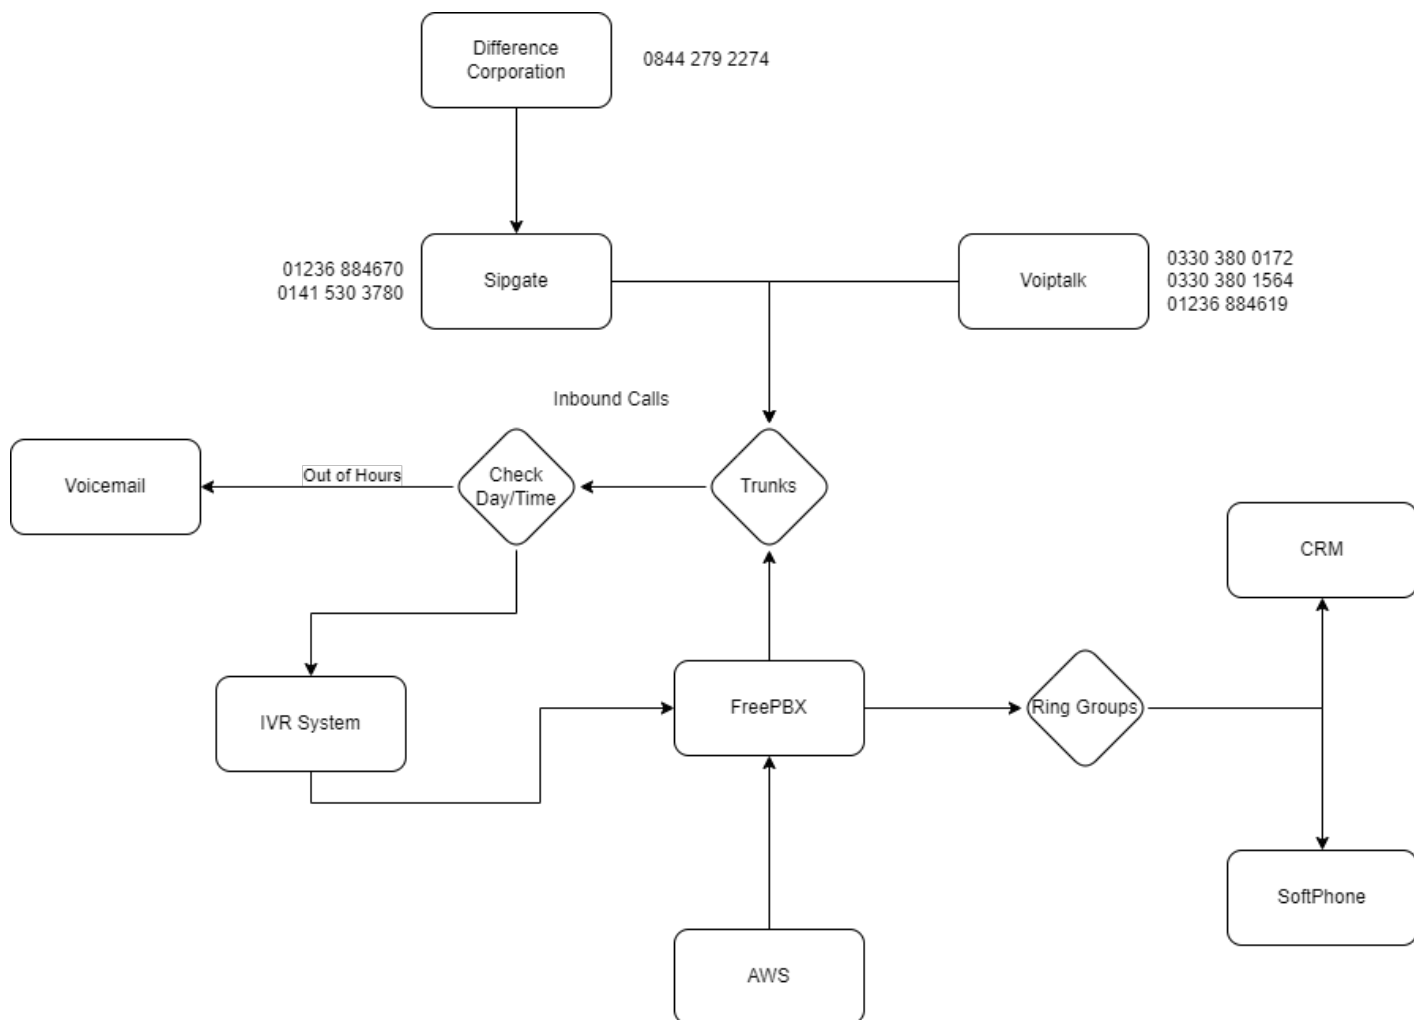 Difference
Corporation
0844 279 2274
01236 884670
0141 530 3780
Sipgate
Voiptalk
0330 380 0172
0330 380 1564
01236 884619
Inbound Calls
Voicemail
Out of Hours
Check
Day/Time
Trunks
CRM
IVR System
FreePBX
Ring Groups
SoftPhone
AWS